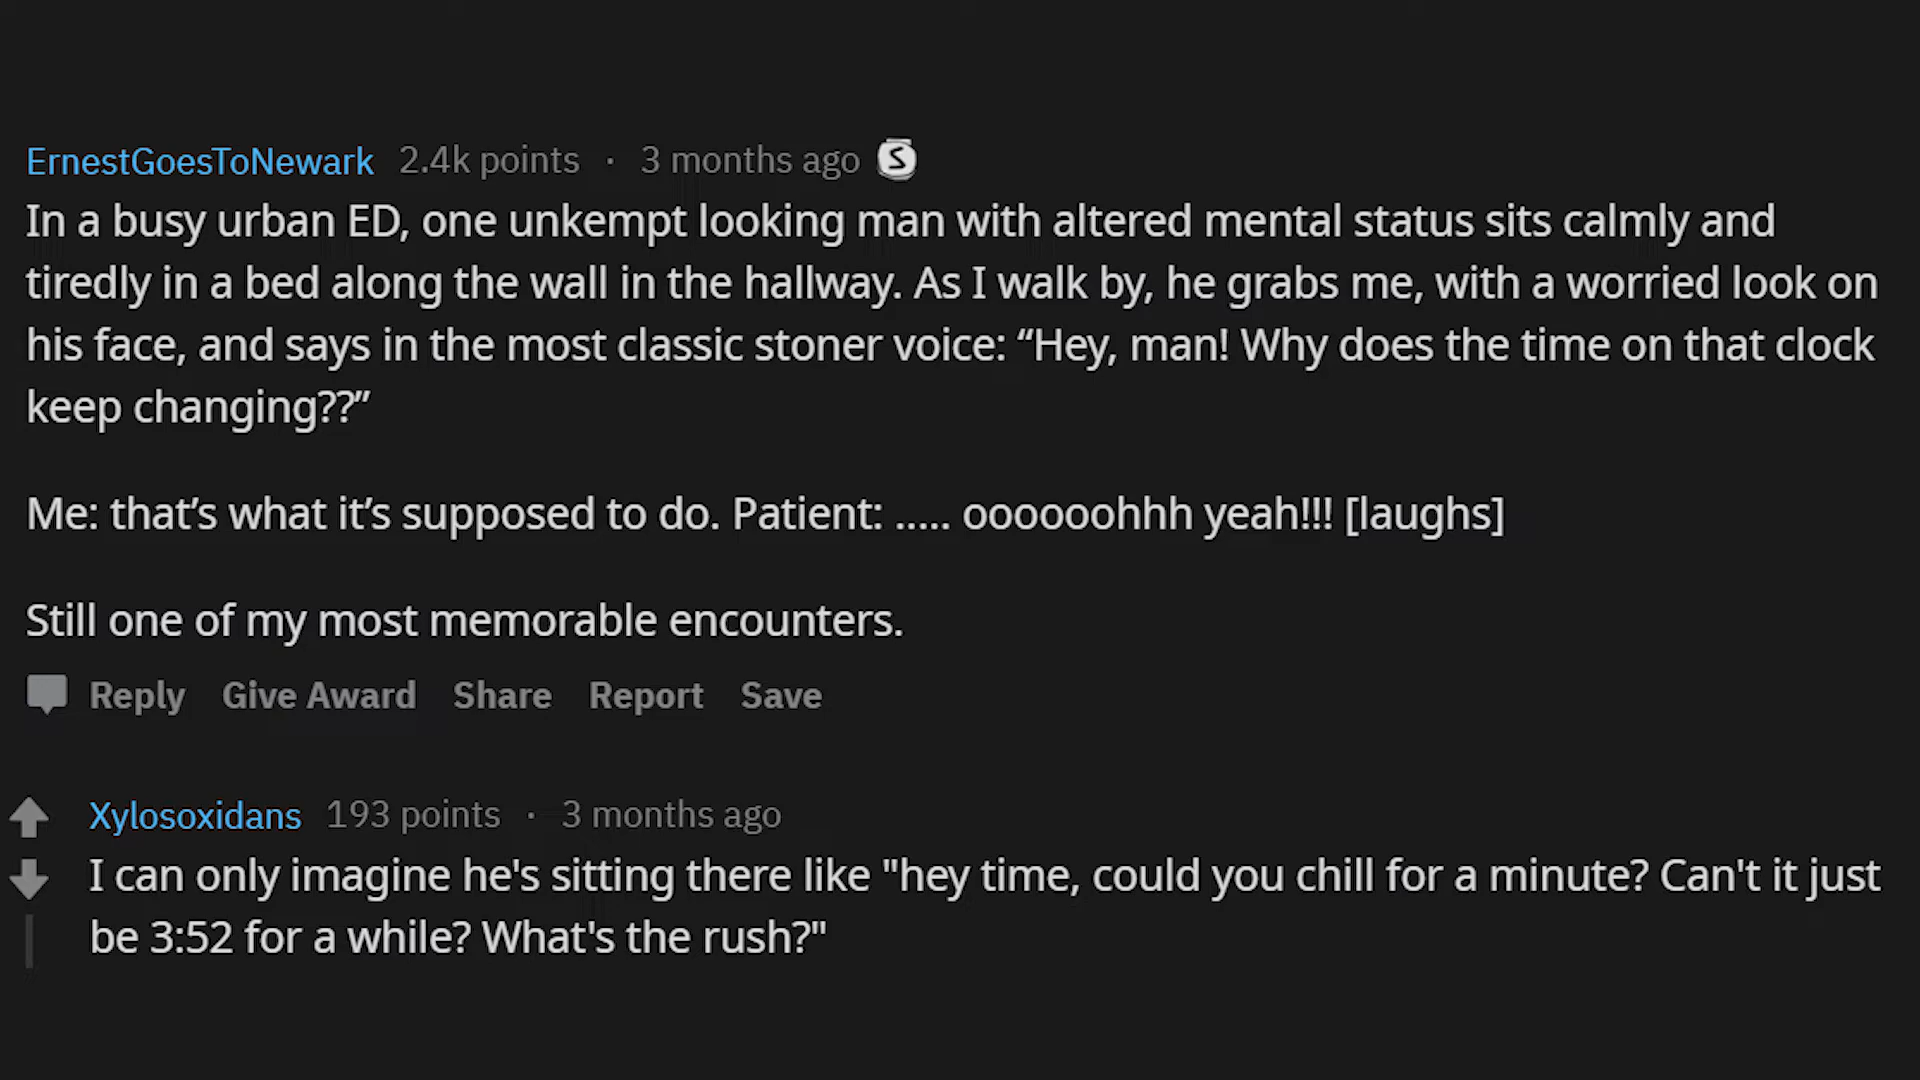 ErnestGoesToNewark 2.4k points · 3 months ago S
In a busy urban ED, one unkempt looking man with altered mental status sits calmly and
tiredly in a bed along the wall in the hallway. As I walk by, he grabs me, with a worried look on
his face, and says in the most classic stoner voice: “Hey, man! Why does the time on that clock
keep changing??”
Me: that’s what it’s supposed to do. Patient: ..... oooooohhh yeah!!! [laughs]
Still one of my most memorable encounters.
Reply Give Award Share Report Save
Xylosoxidans 193 points · 3 months ago
I can only imagine he's sitting there like "hey time, could you chill for a minute? Can't it just
be 3:52 for a while? What's the rush?"